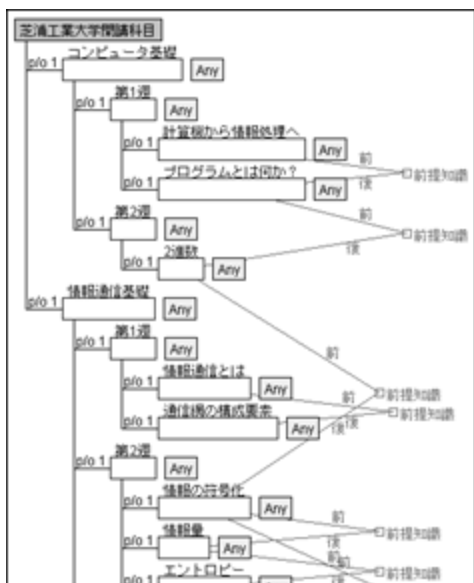 芝浦工業大学開講科目
コンピュータ基礎
p/o 1 Any
第1週
p/o 1 Any
計算機から情報処理へ
p/o 1 Any
前
前提知識
プログラムとは何か?
p/o 1 Any
後
前
第2週
p/o 1 Any
前提知識
後
2進数
p/o 1 Any
情報通信基礎
p/o 1 Any
第1週
p/o 1 Any
前
情報通信とは
p/o 1 Any
前
前提知識
通信網の構成要素
前提知識
p/o 1 Any
後
後
第2週
p/o 1 Any
情報の符号化
p/o 1 Any
前
情報量
前提知識
p/o 1 Any
後
前
前
エントロピー
前提知識
p/o 1 Any
後